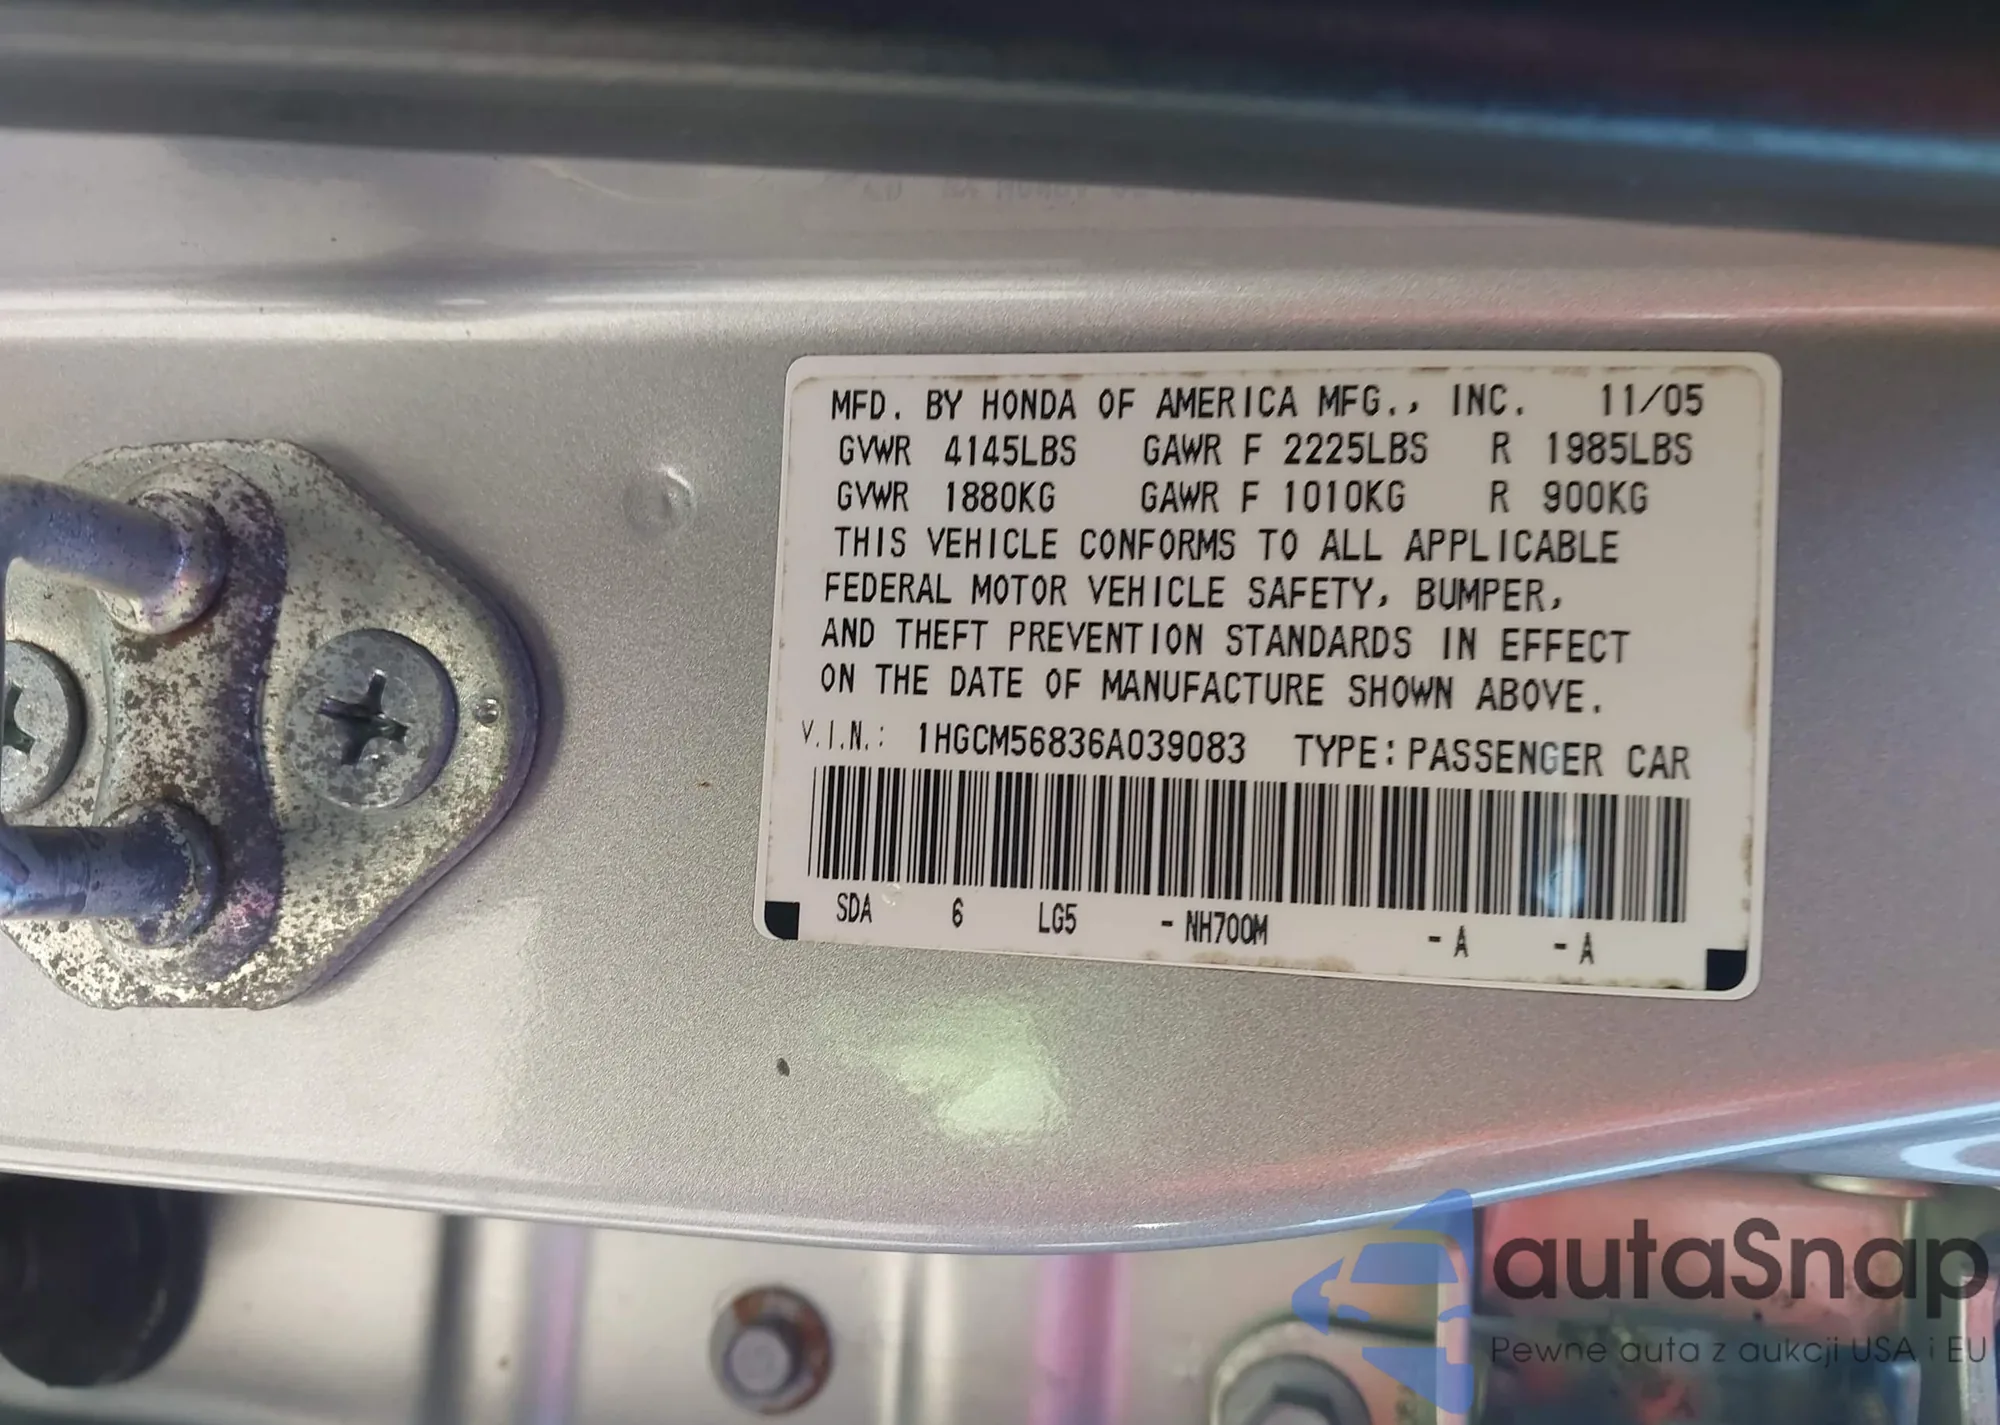 MFD. BY HONDA OF AMERICA MFG., INC. 11/05
GVWR 4145LBS GAWR F 2225LBS R 1985LBS
GVWR 1880KG GAWR F 1010KG R 900KG
THIS VEHICLE CONFORMS TO ALL APPLICABLE
FEDERAL MOTOR VEHICLE SAFETY, BUMPER,
AND THEFT PREVENTION STANDARDS IN EFFECT
ON THE DATE OF MANUFACTURE SHOWN ABOVE.
V.I.N.: 1HGCM56836A039083 TYPE: PASSENGER CAR
SDA 6 LG5 - NH700M - A - A
autaSnap
Pewne auta z aukcji USA i EU